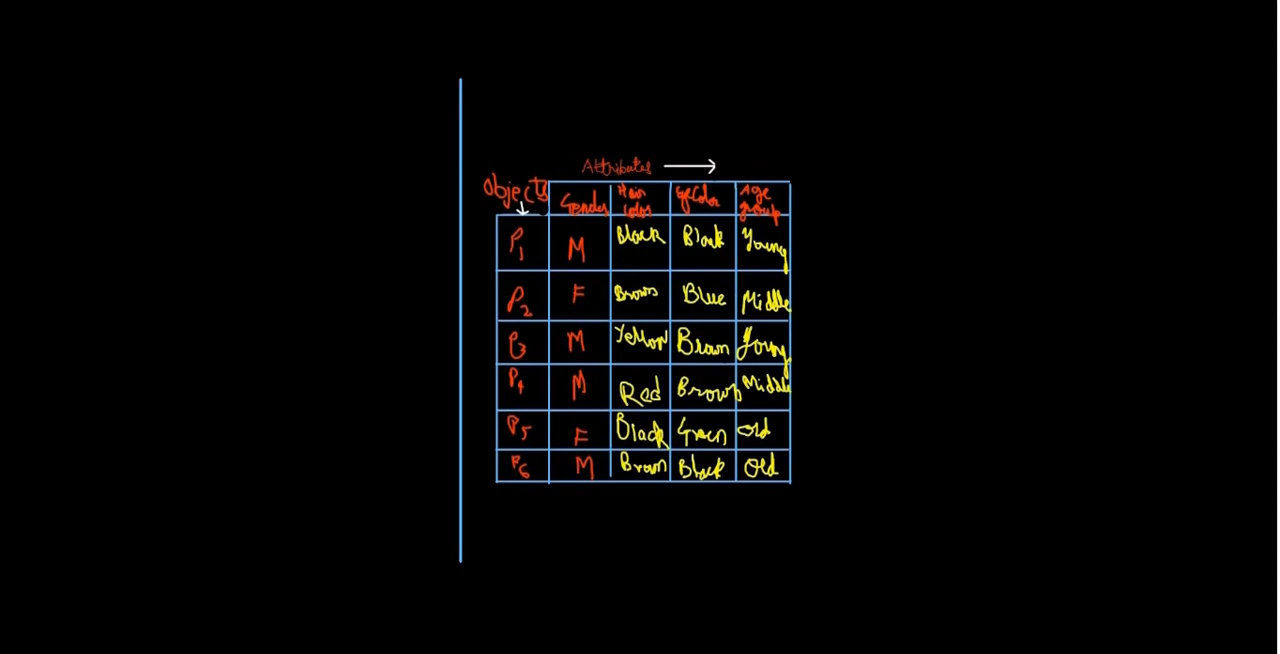 Attributes
Objects Gender Hair color Eye Color Age group
P1 M Black Black Young
P2 F Brown Blue Middle
P3 M Yellow Brown Young
P4 M Red Brown Middle
P5 F Black Green Old
P6 M Brown Black Old